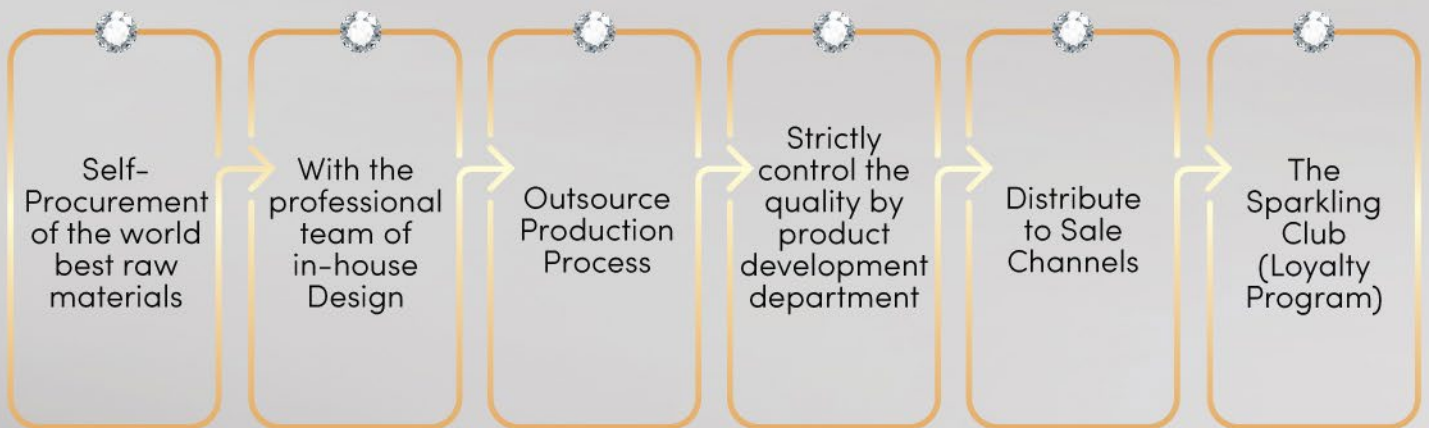 Self-
Procurement
of the world
best raw
materials
With the
professional
team of
in-house
Design
Outsource
Production
Process
Strictly
control the
quality by
product
development
department
Distribute
to Sale
Channels
The
Sparkling
Club
(Loyalty
Program)